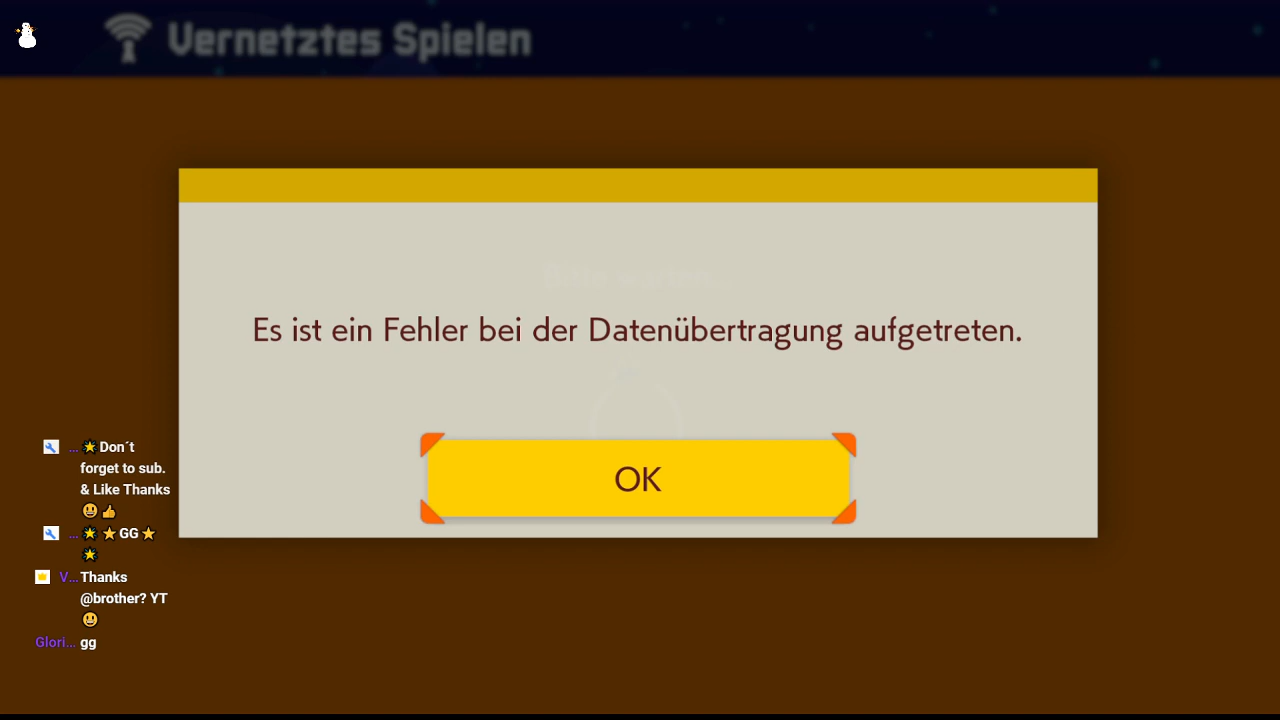 Vernetztes Spielen
Es ist ein Fehler bei der Datenübertragung aufgetreten.
OK
... 🌟Don´t
forget to sub.
& Like Thanks
😃👍
... 🌟⭐GG⭐
🌟
V... Thanks
@brother? YT
😃
Glori... gg